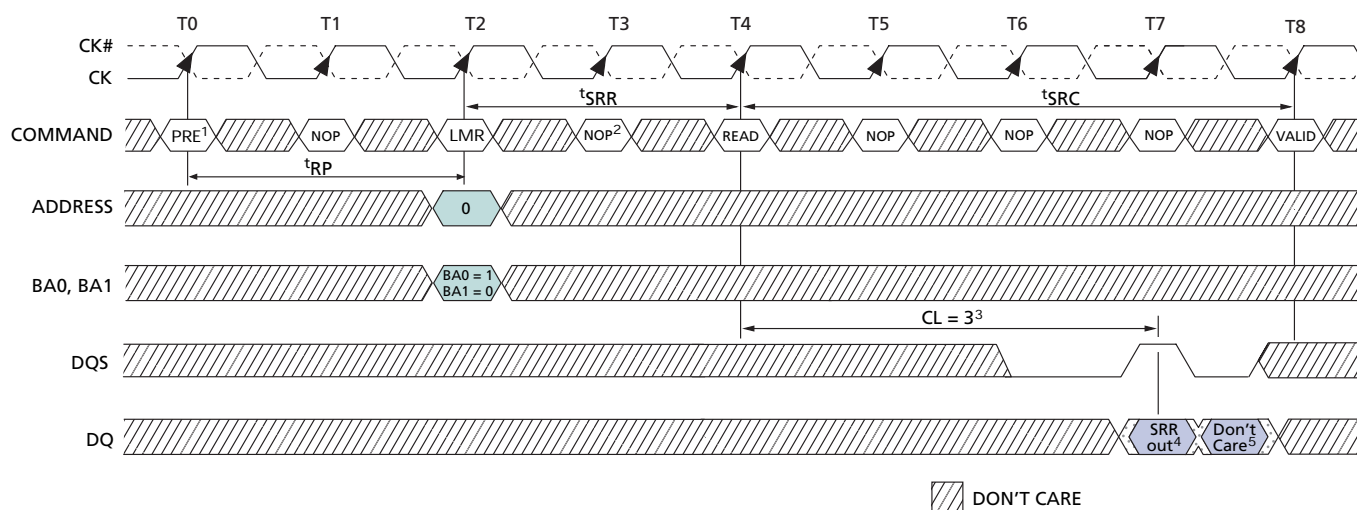 T0 T1 T2 T3 T4 T5 T6 T7 T8
CK#
CK
tSRR tSRC
COMMAND PRE1 NOP LMR NOP2 READ NOP NOP NOP VALID
tRP
ADDRESS 0
BA0, BA1 BA0 = 1
BA1 = 0
CL = 33
DQS
DQ SRR out4 Don't Care5
DON'T CARE